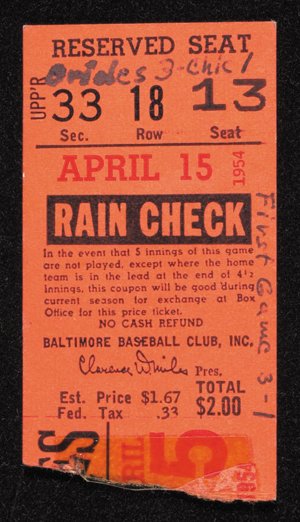 RESERVED SEAT
Orioles 3 - Chic 1
UPP'R 33 18 13
Sec. Row Seat
APRIL 15 1954
RAIN CHECK
In the event that 5 innings of this game
are not played, except where the home
team is in the lead at the end of 4½
innings, this coupon will be good during
current season for exchange at Box
Office for this price ticket.
NO CASH REFUND
BALTIMORE BASEBALL CLUB, INC.
Clarence W Miles Pres,
Est. Price $1.67 TOTAL
Fed. Tax .33 $2.00
First Game 3-1
RIL 5 1954